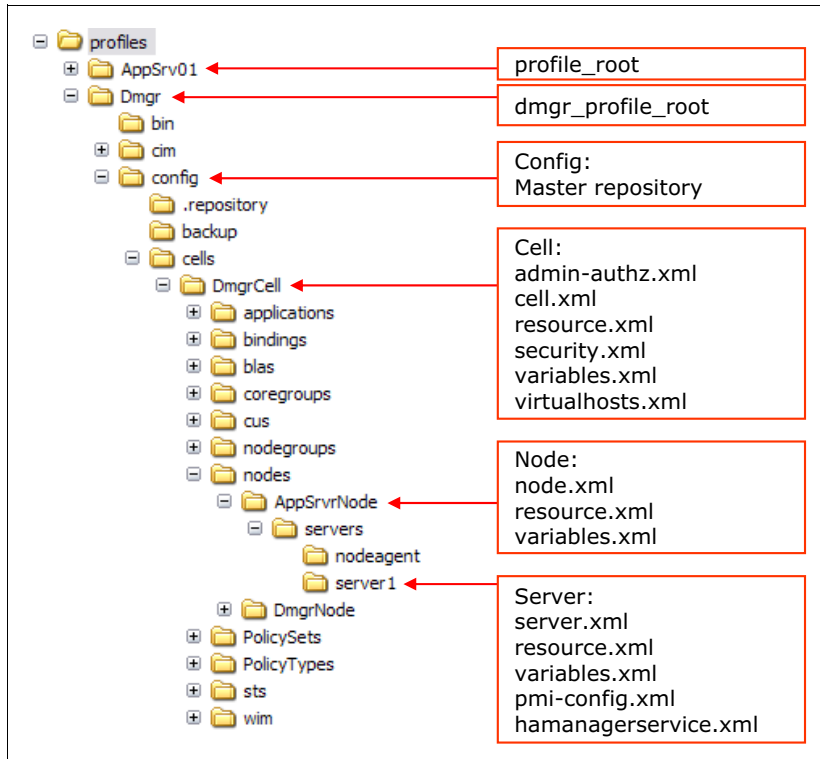 profiles
AppSrv01
profile_root
Dmgr
dmgr_profile_root
bin
cim
config
Config:
Master repository
.repository
backup
cells
DmgrCell
Cell:
admin-authz.xml
cell.xml
resource.xml
security.xml
variables.xml
virtualhosts.xml
applications
bindings
blas
coregroups
cus
nodegroups
nodes
AppSrvrNode
Node:
node.xml
resource.xml
variables.xml
servers
nodeagent
server1
Server:
server.xml
resource.xml
variables.xml
pmi-config.xml
hamanagerservice.xml
DmgrNode
PolicySets
PolicyTypes
sts
wim